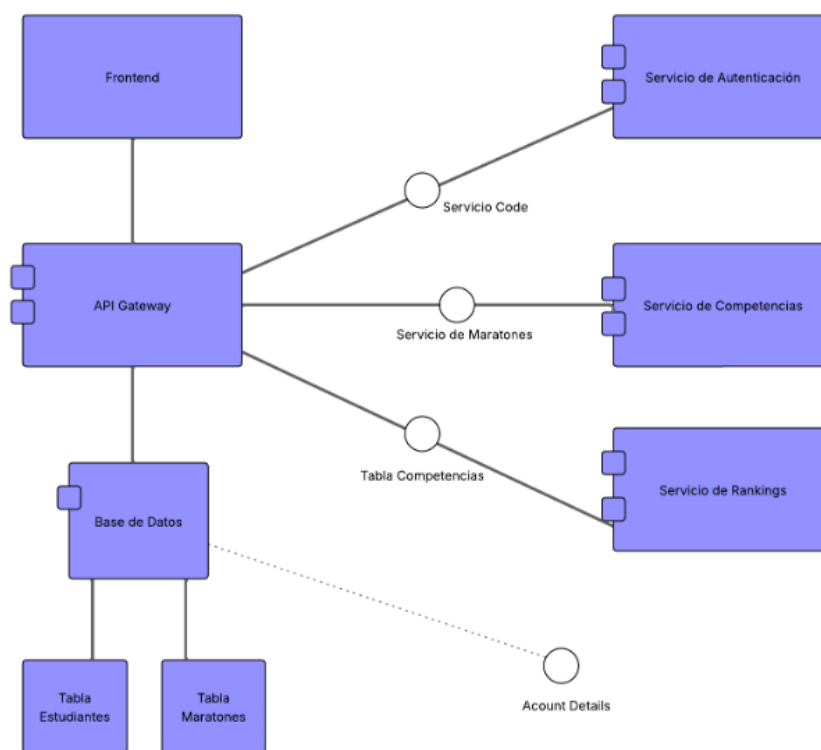 Frontend
Servicio de Autenticación
Servicio Code
API Gateway
Servicio de Competencias
Servicio de Maratones
Tabla Competencias
Servicio de Rankings
Base de Datos
Tabla
Estudiantes
Tabla
Maratones
Acount Details